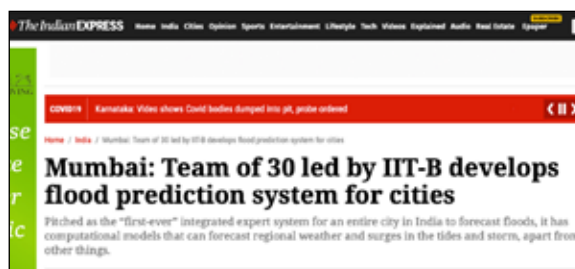 The Indian EXPRESS Home India Cities Opinion Sports Entertainment Lifestyle Tech Videos Explained Audio Real Estate Epaper
COVID19 Karnataka: Video shows Covid bodies dumped into pit, probe ordered
se
e
r
ic
Home / India / Mumbai: Team of 30 led by IIT-B develops flood prediction system for cities
Mumbai: Team of 30 led by IIT-B develops
flood prediction system for cities
Pitched as the “first-ever” integrated expert system for an entire city in India to forecast floods, it has
computational models that can forecast regional weather and surges in the tides and storm, apart from
other things.